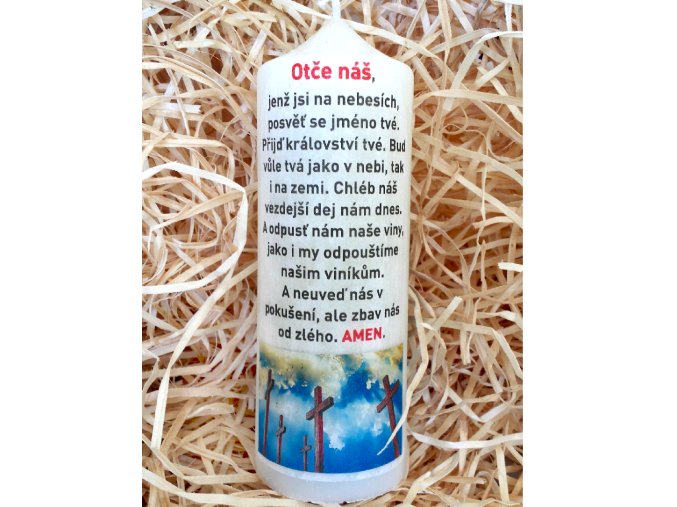 Otče náš,
jenž jsi na nebesích,
posvěť se jméno tvé.
Přijď království tvé. Bud
vůle tvá jako v nebi, tak
i na zemi. Chléb náš
vezdejší dej nám dnes.
A odpusť nám naše viny,
jako i my odpouštíme
našim viníkům.
A neuveď nás v
pokušení, ale zbav nás
od zlého. AMEN.